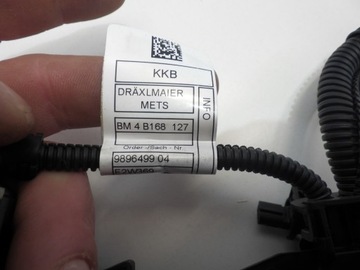 KKB
DRÄXLMAIER
METS
INFO
BM 4 B168 127
Order-/Sach - Nr.
9896499 04